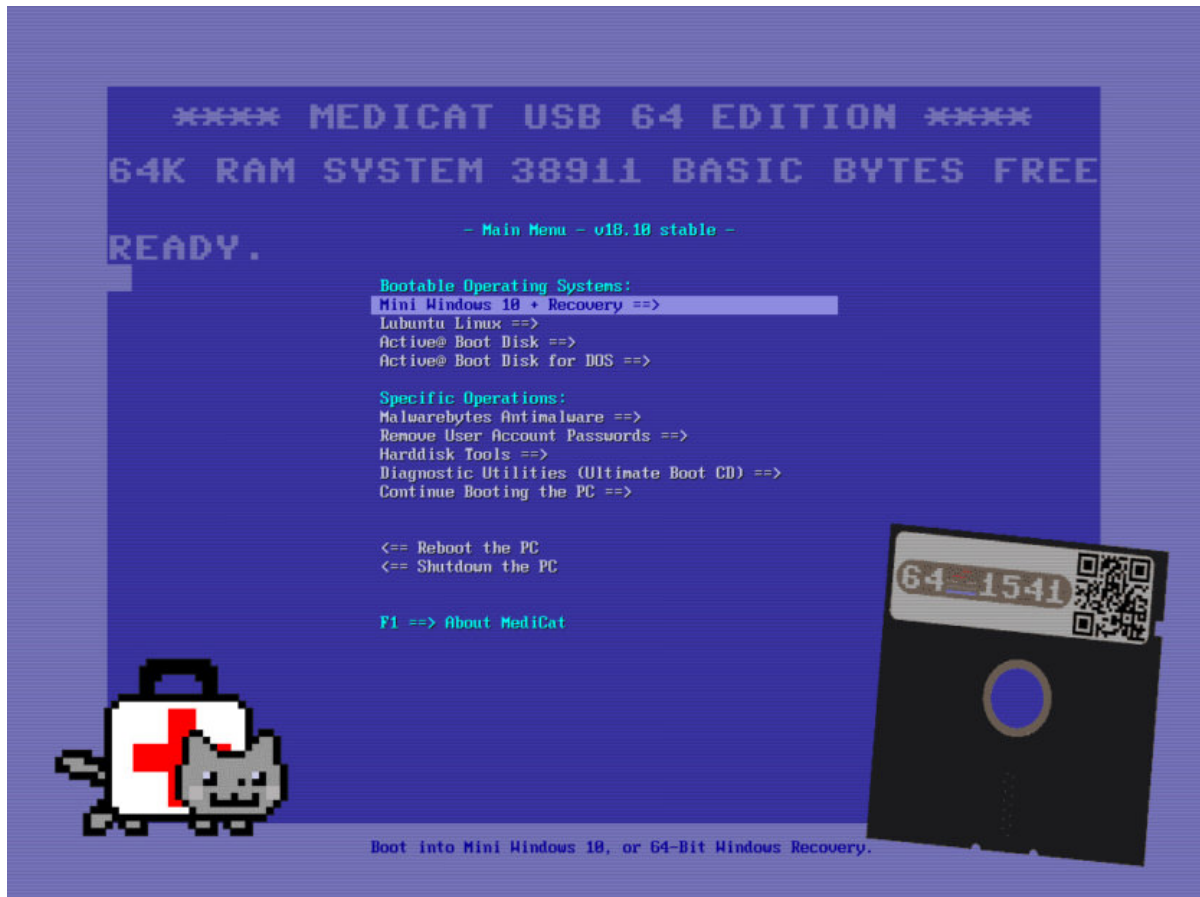 **** MEDICAT USB 64 EDITION ****
64K RAM SYSTEM 38911 BASIC BYTES FREE
READY.
- Main Menu - v18.10 stable -
Bootable Operating Systems:
Mini Windows 10 + Recovery ==>
Lubuntu Linux ==>
Active@ Boot Disk ==>
Active@ Boot Disk for DOS ==>
Specific Operations:
Malwarebytes Antimalware ==>
Remove User Account Passwords ==>
Harddisk Tools ==>
Diagnostic Utilities (Ultimate Boot CD) ==>
Continue Booting the PC ==>
<== Reboot the PC
<== Shutdown the PC
F1 ==> About MediCat
64 1541
Boot into Mini Windows 10, or 64-Bit Windows Recovery.